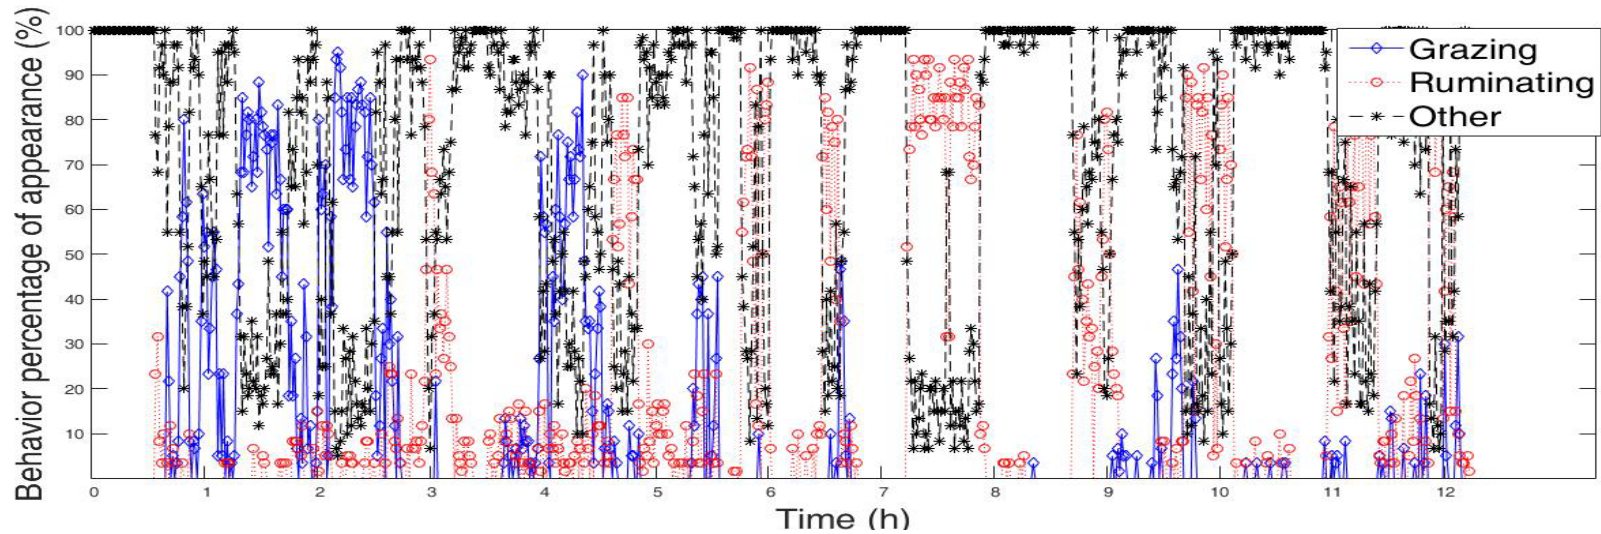 Behavior percentage of appearance (%)
100
90
80
70
60
50
40
30
20
10
0 1 2 3 4 5 6 7 8 9 10 11 12
Time (h)
Grazing
Ruminating
Other